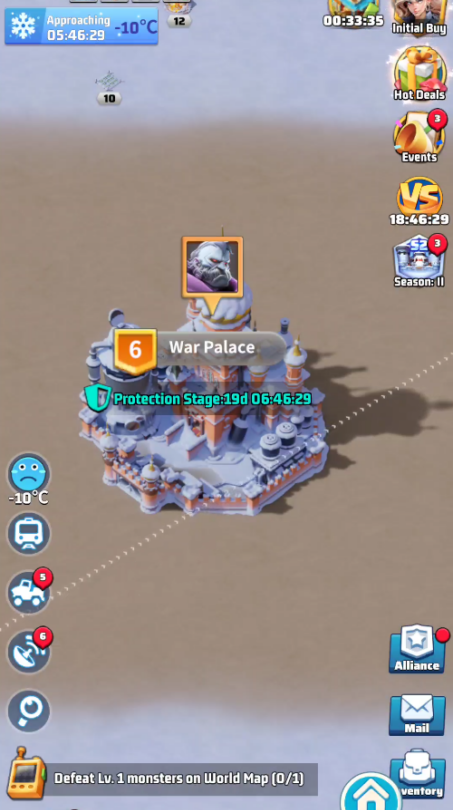 Approaching
05:46:29
-10°C
12
00:33:35
Initial Buy
10
Hot Deals
3
Events
VS
18:46:29
S2
3
Season: II
6 War Palace
Protection Stage:19d 06:46:29
-10°C
5
6
Alliance
Mail
Defeat Lv. 1 monsters on World Map (0/1)